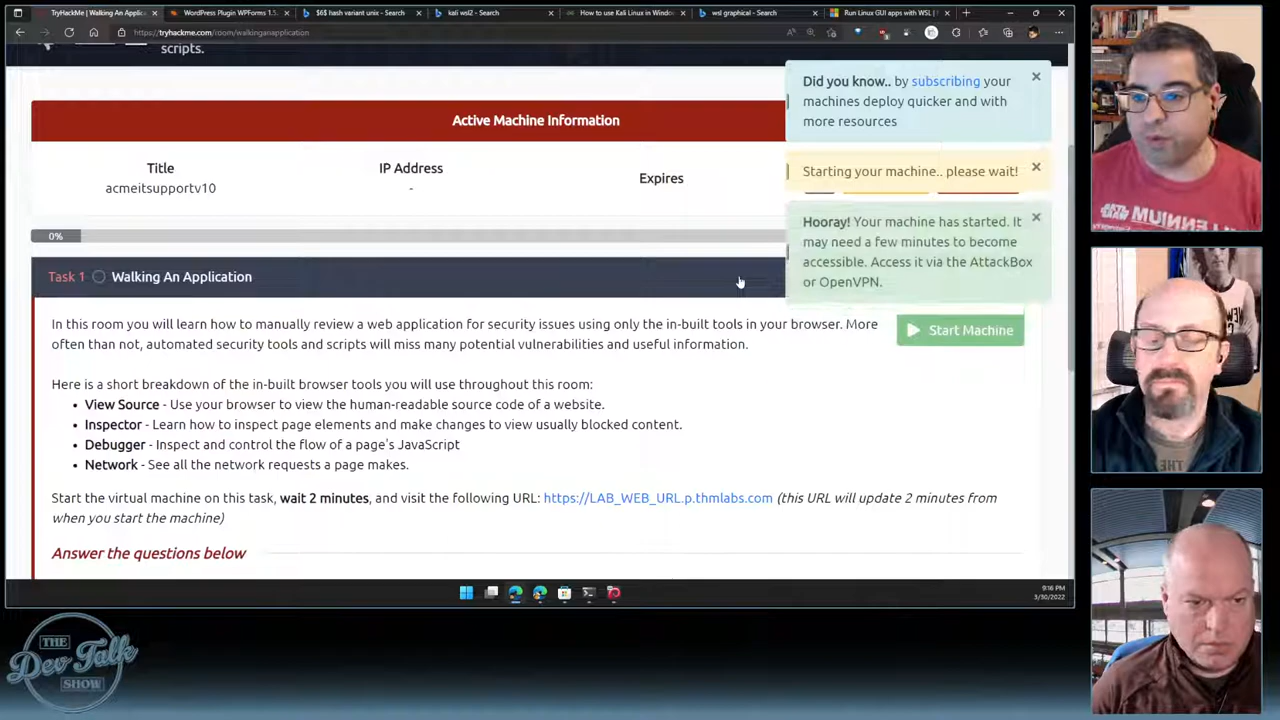 TryHackMe | Walking An Applicati
WordPress Plugin WPForms 1.5.
$6$ hash variant unix - Search
kali wsl2 - Search
How to use Kali Linux in Window
wsl graphical - Search
Run Linux GUI apps with WSL | M
https://tryhackme.com/room/walkinganapplication
scripts.
Did you know.. by subscribing your
machines deploy quicker and with
more resources
Active Machine Information
Title
IP Address
Expires
acmeitsupportv10
-
Starting your machine.. please wait!
Hooray! Your machine has started. It
may need a few minutes to become
accessible. Access it via the AttackBox
or OpenVPN.
0%
Task 1 Walking An Application
Start Machine
In this room you will learn how to manually review a web application for security issues using only the in-built tools in your browser. More
often than not, automated security tools and scripts will miss many potential vulnerabilities and useful information.
Here is a short breakdown of the in-built browser tools you will use throughout this room:
• View Source - Use your browser to view the human-readable source code of a website.
• Inspector - Learn how to inspect page elements and make changes to view usually blocked content.
• Debugger - Inspect and control the flow of a page's JavaScript
• Network - See all the network requests a page makes.
Start the virtual machine on this task, wait 2 minutes, and visit the following URL: https://LAB_WEB_URL.p.thmlabs.com (this URL will update 2 minutes from
when you start the machine)
Answer the questions below
9:16 PM
3/30/2022
THE
Dev Talk
SHOW